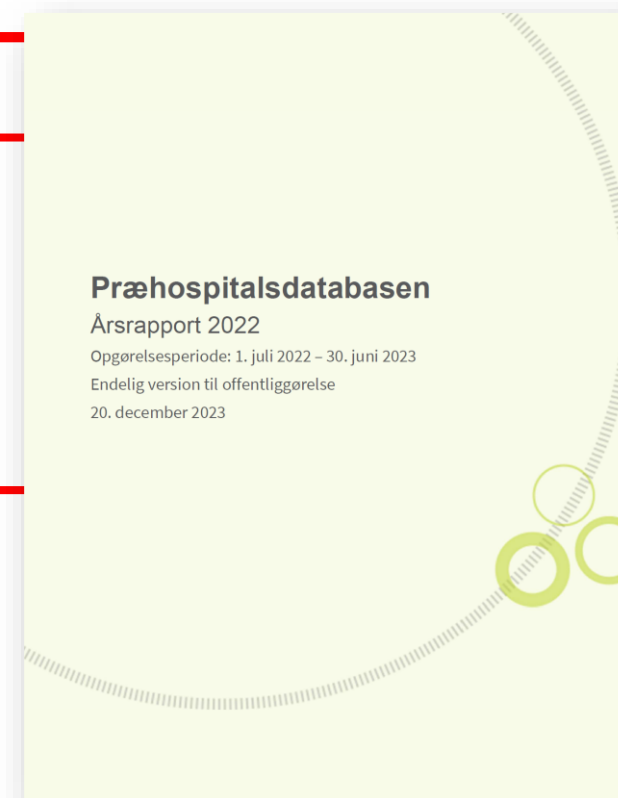 Præhospitalsdatabasen
Årsrapport 2022
Opgørelsesperiode: 1. juli 2022 – 30. juni 2023
Endelig version til offentliggørelse
20. december 2023